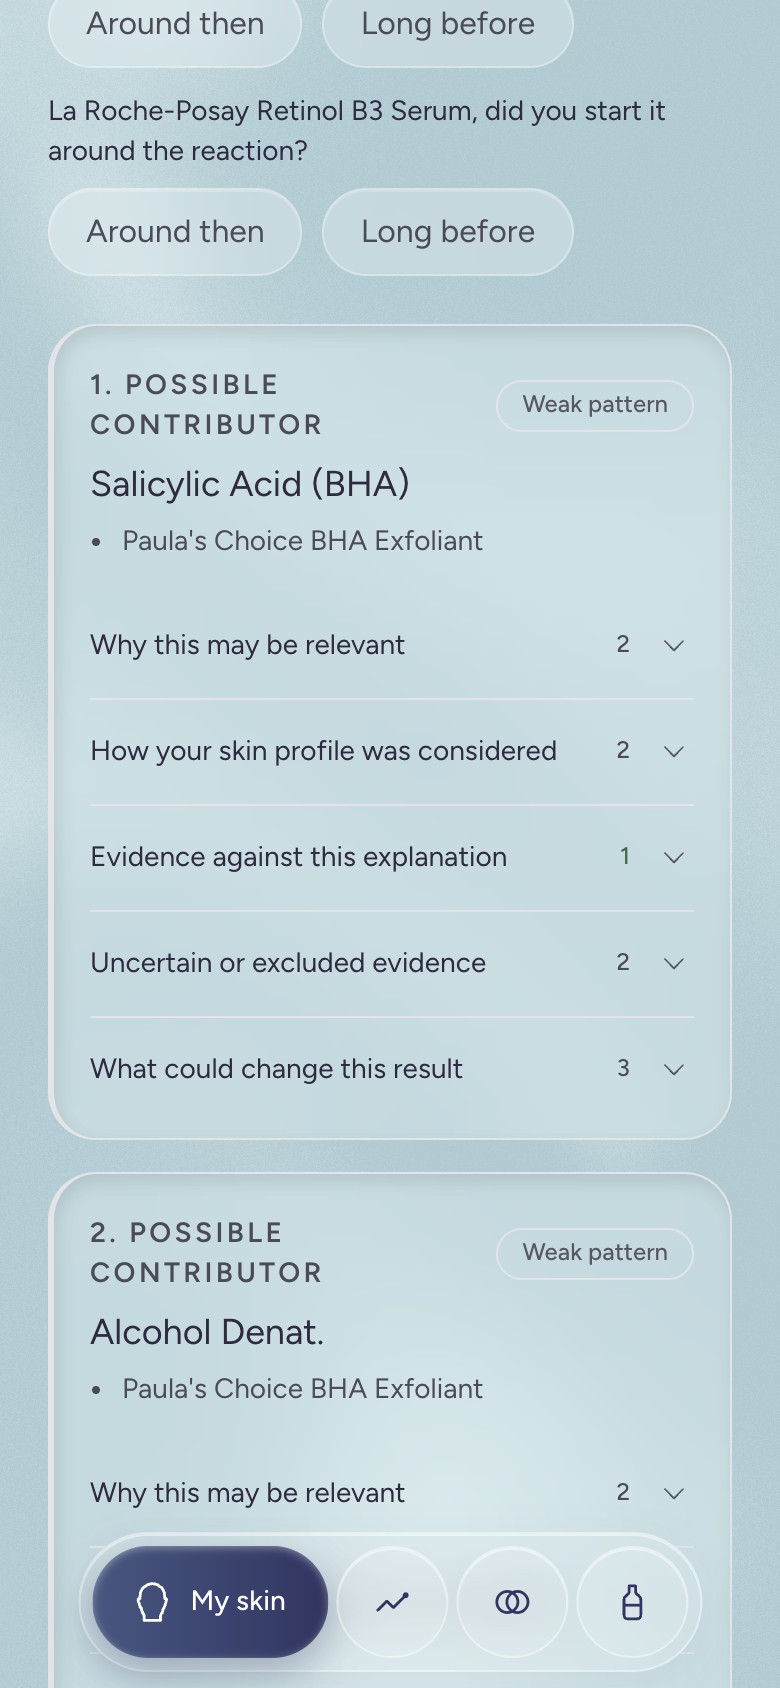 Around then
Long before
La Roche-Posay Retinol B3 Serum, did you start it
around the reaction?
Around then
Long before
1. POSSIBLE
CONTRIBUTOR
Weak pattern
Salicylic Acid (BHA)
• Paula's Choice BHA Exfoliant
Why this may be relevant 2
How your skin profile was considered 2
Evidence against this explanation 1
Uncertain or excluded evidence 2
What could change this result 3
2. POSSIBLE
CONTRIBUTOR
Weak pattern
Alcohol Denat.
• Paula's Choice BHA Exfoliant
Why this may be relevant 2
My skin